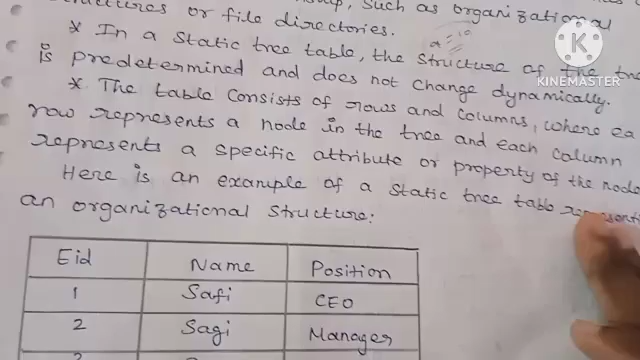 such as organizational
or file directories.
* In a static tree table, the structure of the
is predetermined and does not change dynamically.
* The table consists of rows and columns, where
row represents a node in the tree and each column
represents a specific attribute or property of the node
Here is an example of a static tree table
an organizational structure:
Eid Name Position
1 Safi CEO
2 Sagi Manager
KINEMASTER